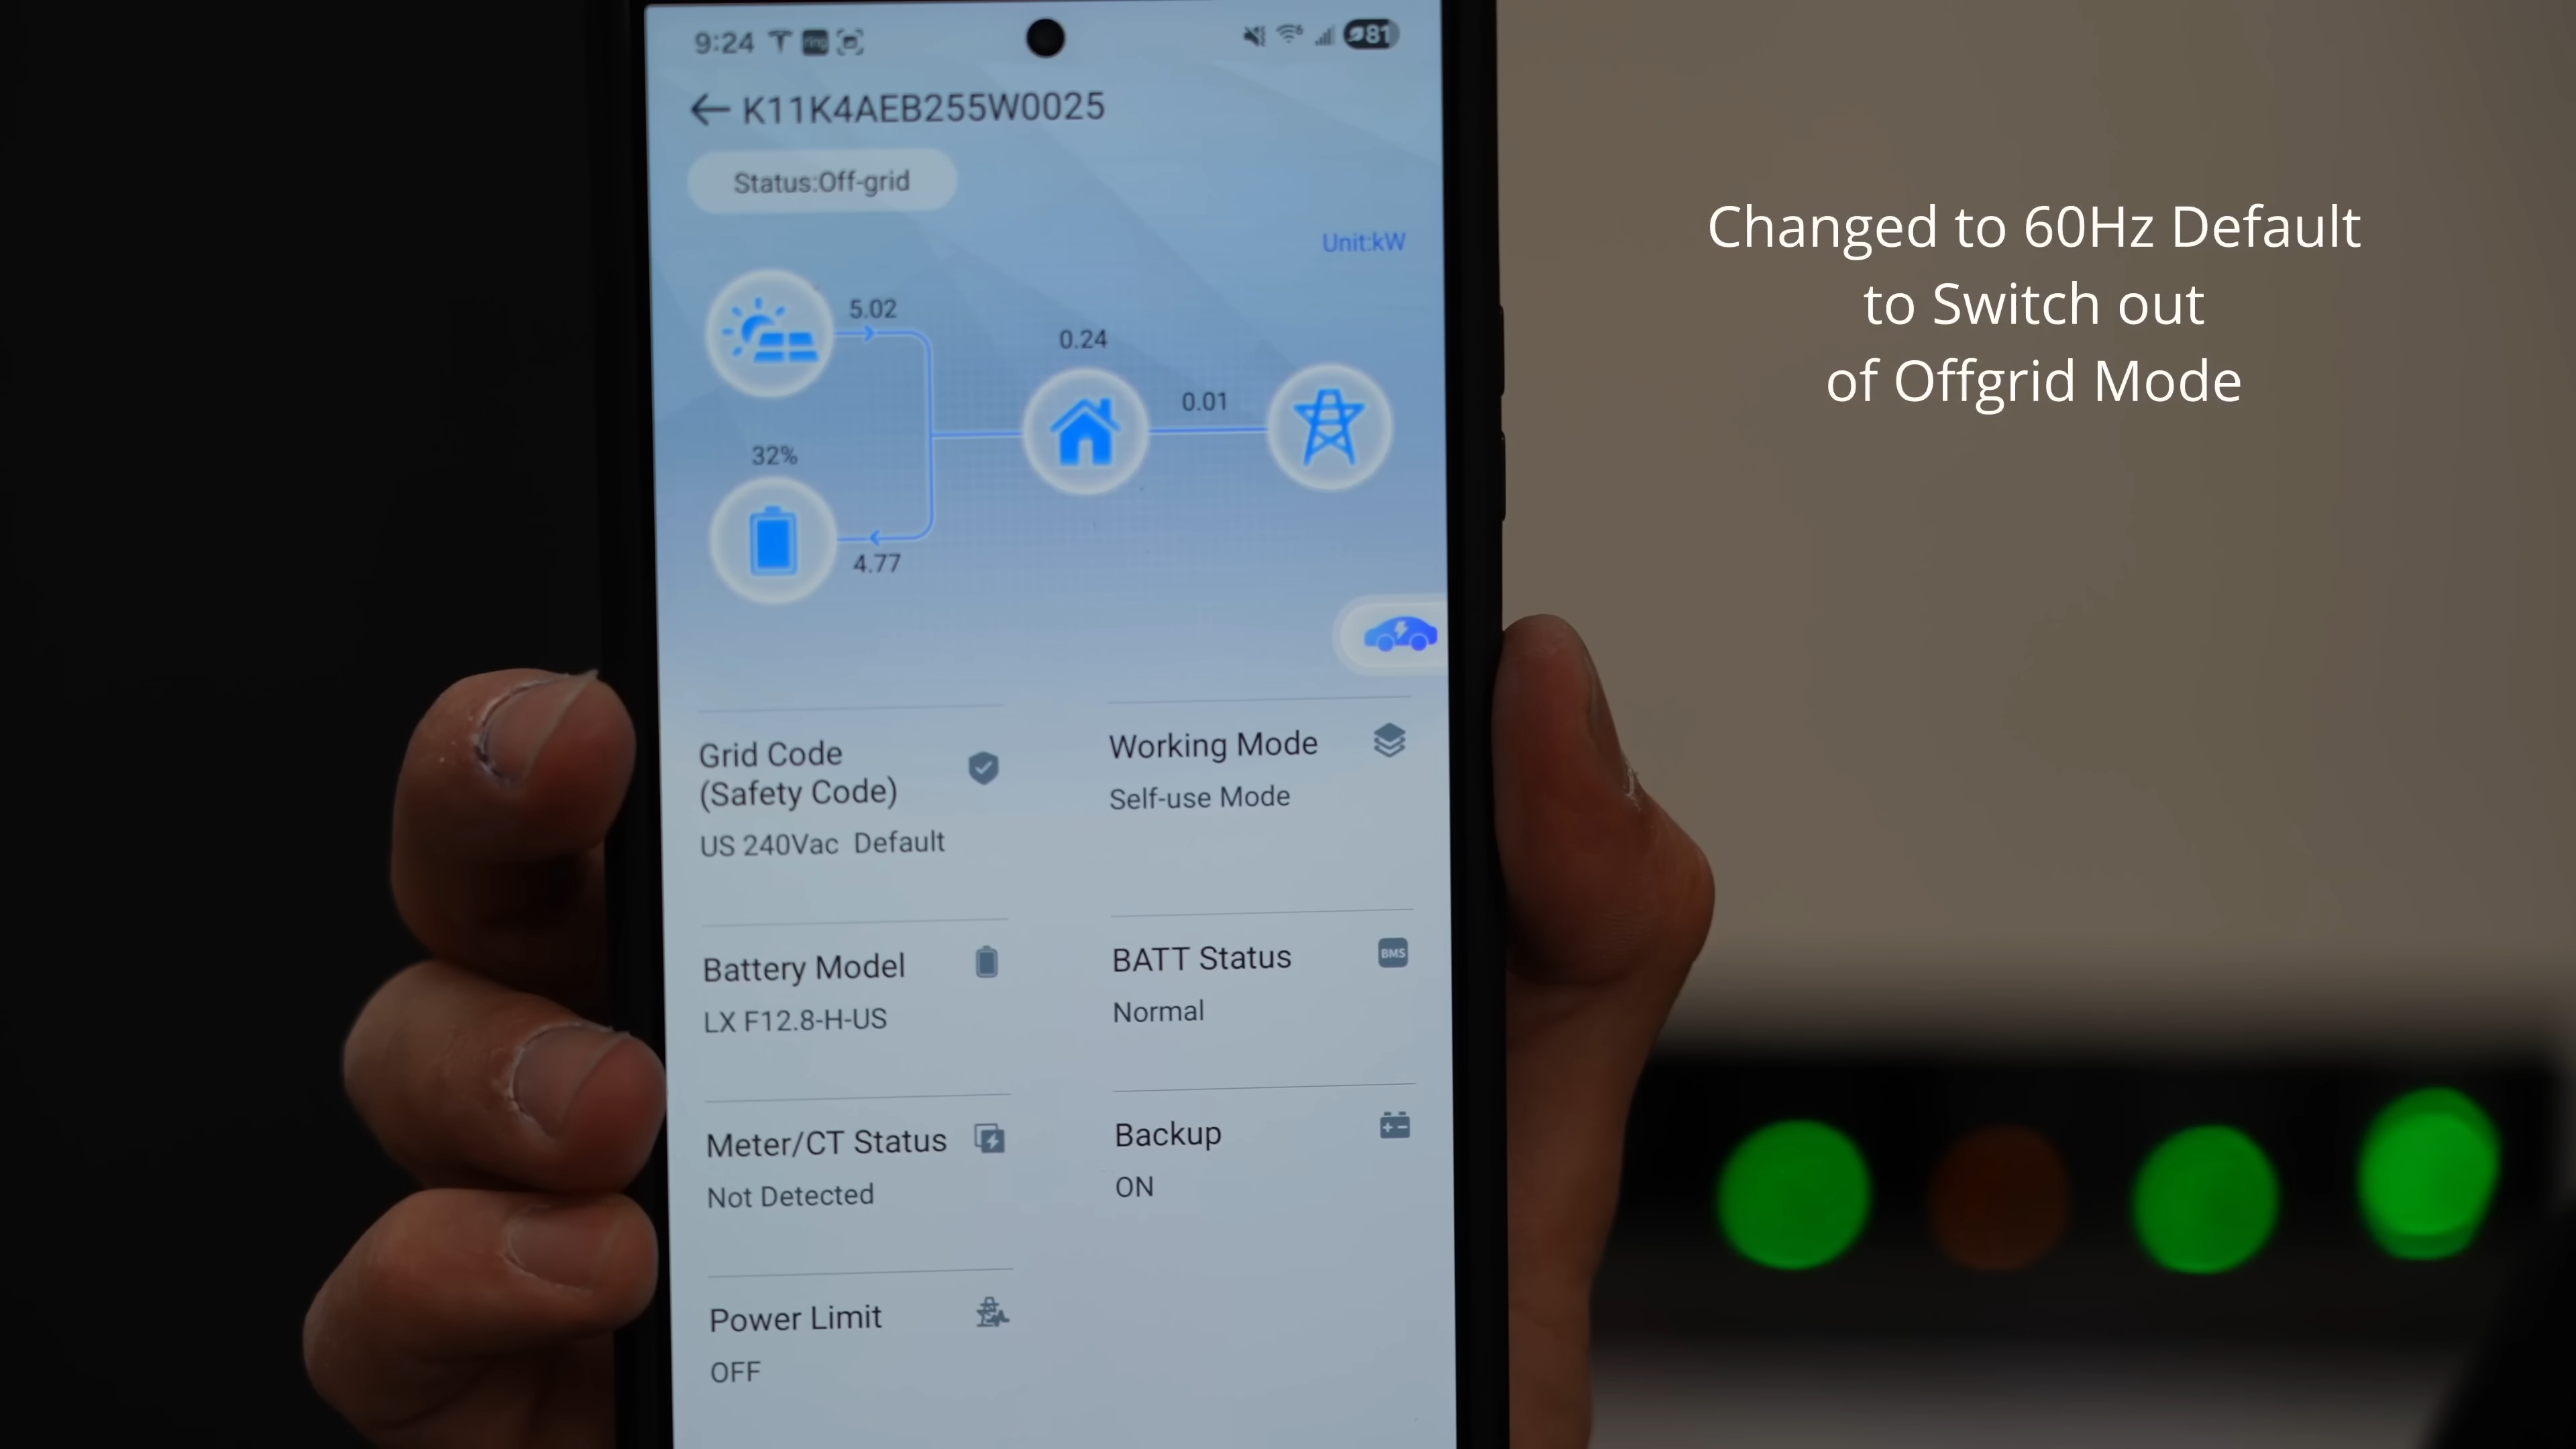 9:24
ring
81
K11K4AEB255W0025
Status:Off-grid
Unit:kW
5.02
0.24
0.01
32%
4.77
Changed to 60Hz Default
to Switch out
of Offgrid Mode
Grid Code
(Safety Code)
US 240Vac Default
Working Mode
Self-use Mode
Battery Model
LX F12.8-H-US
BATT Status
BMS
Normal
Meter/CT Status
Not Detected
Backup
ON
Power Limit
OFF